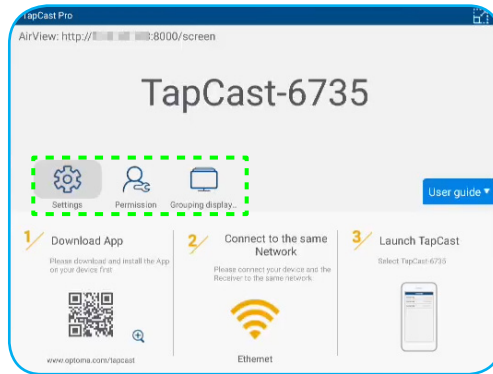 TapCast Pro
AirView: http:// :8000/screen
TapCast-6735
Settings
Permission
Grouping display...
User guide
1/ Download App
Please download and install the App
on your device first
www.optoma.com/tapcast
2/ Connect to the same
Network
Please connect your device and the
Receiver to the same network
Ethernet
3/ Launch TapCast
Select TapCast-6735